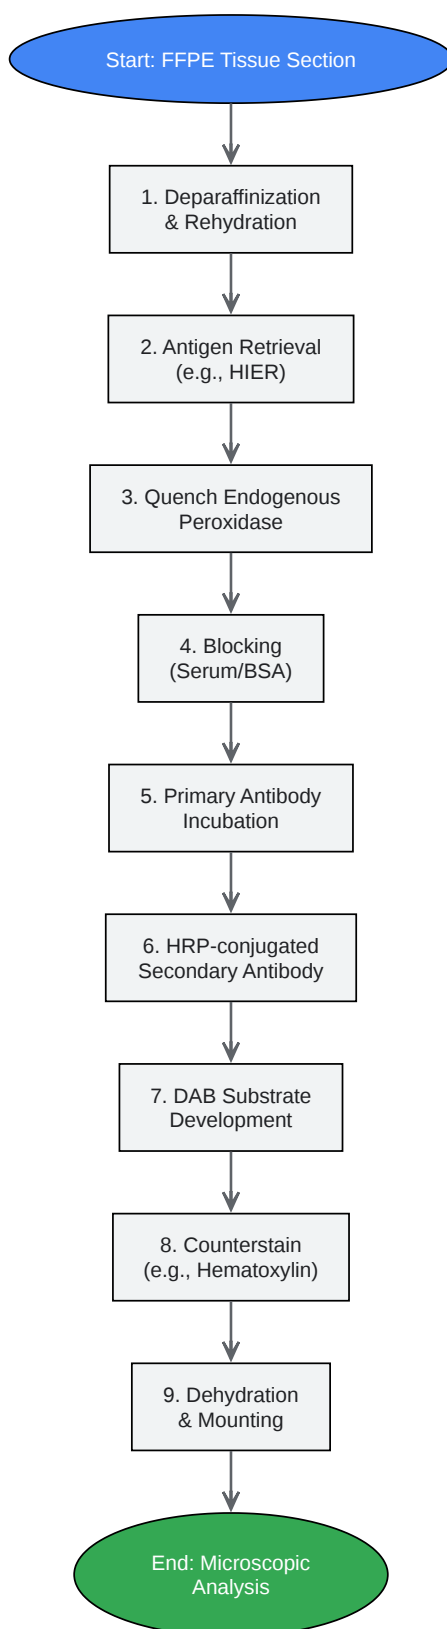 Start: FFPE Tissue Section
1. Deparaffinization
& Rehydration
2. Antigen Retrieval
(e.g., HIER)
3. Quench Endogenous
Peroxidase
4. Blocking
(Serum/BSA)
5. Primary Antibody
Incubation
6. HRP-conjugated
Secondary Antibody
7. DAB Substrate
Development
8. Counterstain
(e.g., Hematoxylin)
9. Dehydration
& Mounting
End: Microscopic
Analysis